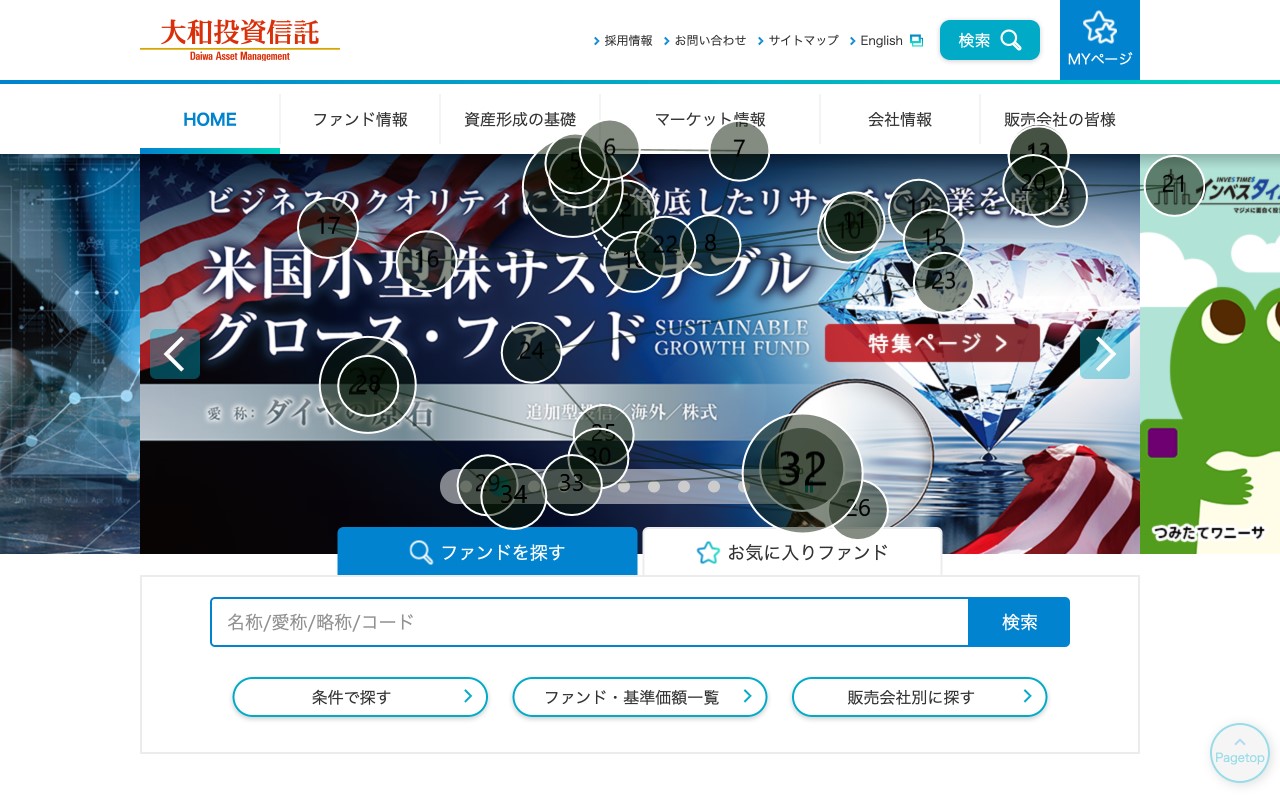 大和投資信託
Daiwa Asset Management
採用情報
お問い合わせ
サイトマップ
English
検索
MYページ
HOME
ファンド情報
資産形成の基礎
マーケット情報
会社情報
販売会社の皆様
ビジネスのクオリティに着目 徹底したリサーチで企業を厳選
米国小型株サステナブル
グロース・ファンド SUSTAINABLE GROWTH FUND
特集ページ
愛称: ダイヤの原石
追加型投信／海外／株式
INVES TIMES
インベスタイ
マジメに面白く投
つみたてワニーサ
5
6
7
8
9
10
11
12
13
15
16
17
20
21
22
23
24
25
26
28
29
30
32
33
34
ファンドを探す
お気に入りファンド
名称/愛称/略称/コード
検索
条件で探す
ファンド・基準価額一覧
販売会社別に探す
Pagetop